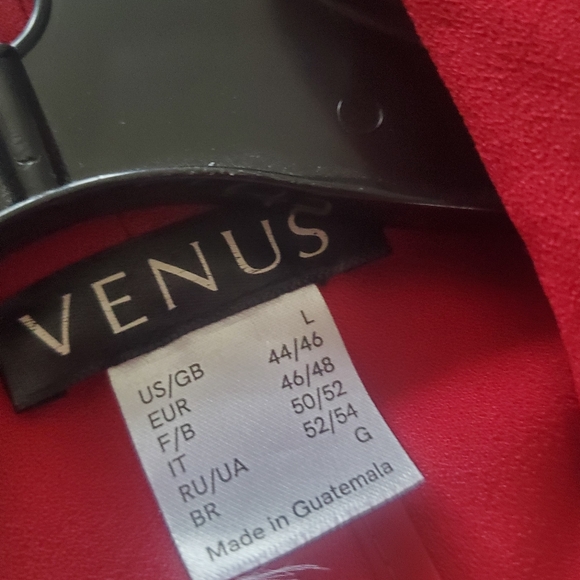 VENUS
US/GB L
EUR 44/46
F/B 46/48
IT 50/52
RU/UA 52/54
BR G
Made in Guatemala